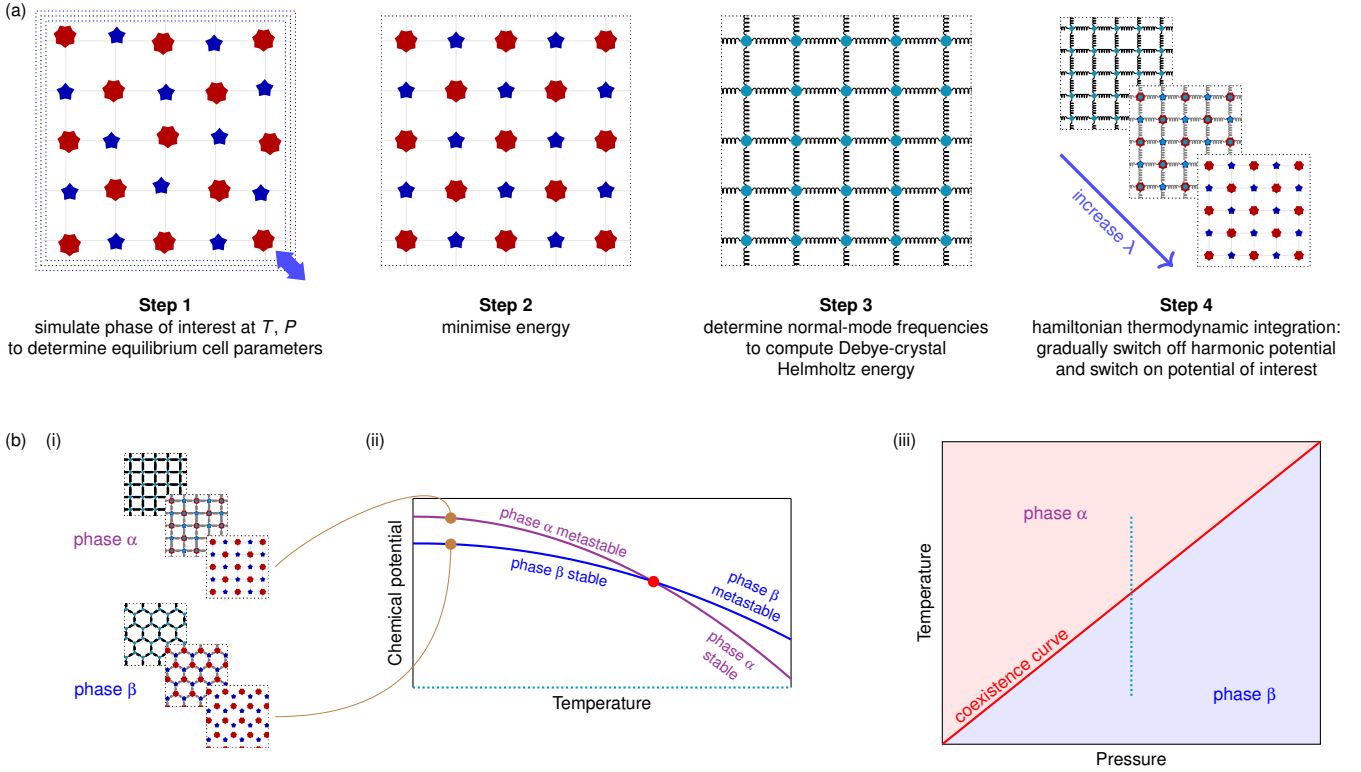 (a)
Step 1
simulate phase of interest at T, P
to determine equilibrium cell parameters
Step 2
minimise energy
Step 3
determine normal-mode frequencies
to compute Debye-crystal
Helmholtz energy
increase λ
Step 4
hamiltonian thermodynamic integration:
gradually switch off harmonic potential
and switch on potential of interest
(b)
(i)
phase α
phase β
(ii)
Chemical potential
phase α metastable
phase β stable
phase β
metastable
phase α
stable
Temperature
(iii)
Temperature
phase α
coexistence curve
phase β
Pressure